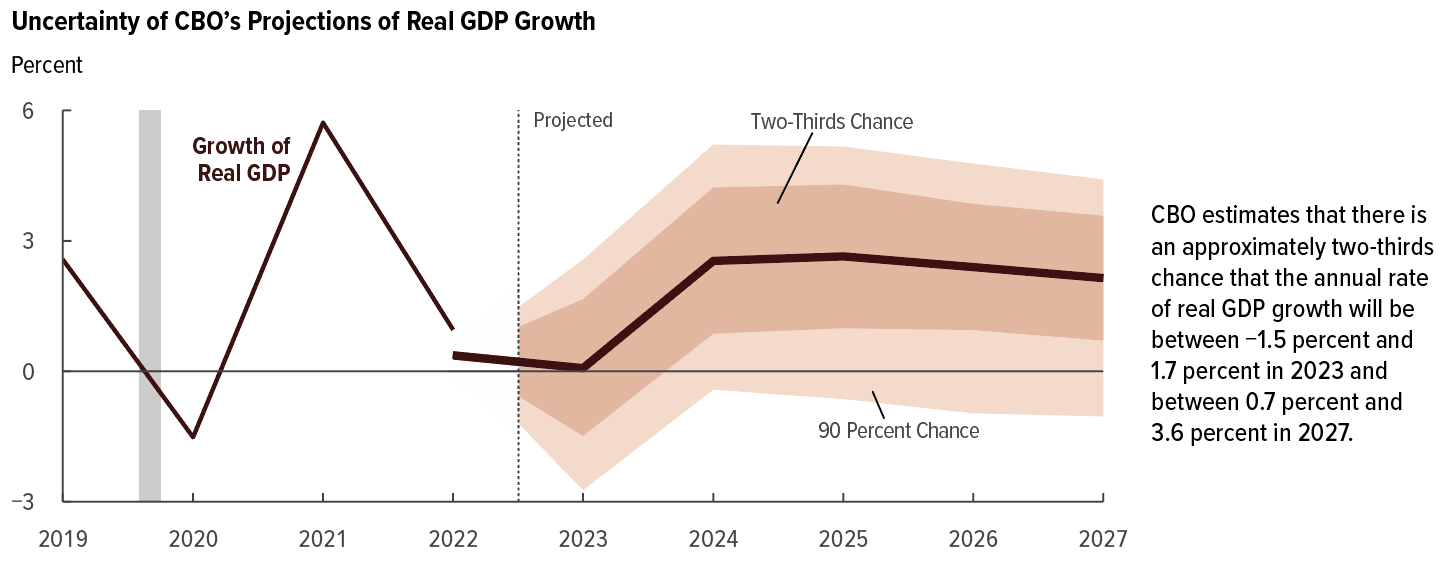 Uncertainty of CBO’s Projections of Real GDP Growth
Percent
6
3
0
−3
Growth of
Real GDP
Projected
Two-Thirds Chance
90 Percent Chance
2019 2020 2021 2022 2023 2024 2025 2026 2027
CBO estimates that there is
an approximately two-thirds
chance that the annual rate
of real GDP growth will be
between −1.5 percent and
1.7 percent in 2023 and
between 0.7 percent and
3.6 percent in 2027.